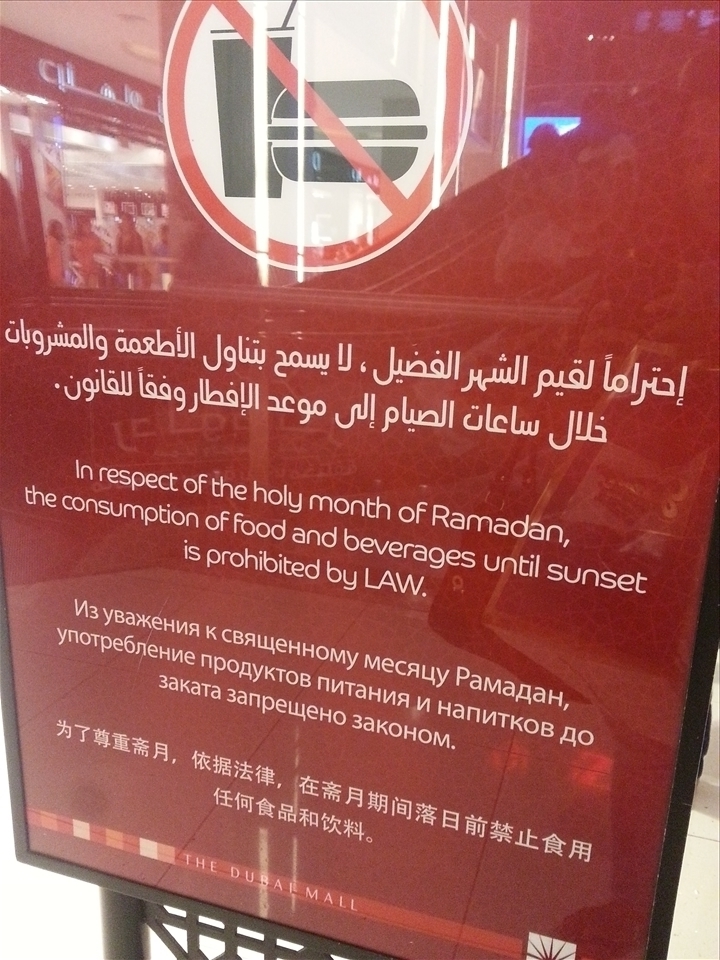 إحتراماً لقيم الشهر الفضيل، لا يسمح بتناول الأطعمة والمشروبات
خلال ساعات الصيام إلى موعد الإفطار وفقاً للقانون.
In respect of the holy month of Ramadan,
the consumption of food and beverages until sunset
is prohibited by LAW.
Из уважения к священному месяцу Рамадан,
употребление продуктов питания и напитков до
заката запрещено законом.
为了尊重斋月，依据法律，在斋月期间落日前禁止食用
任何食品和饮料。
THE DUBAI MALL